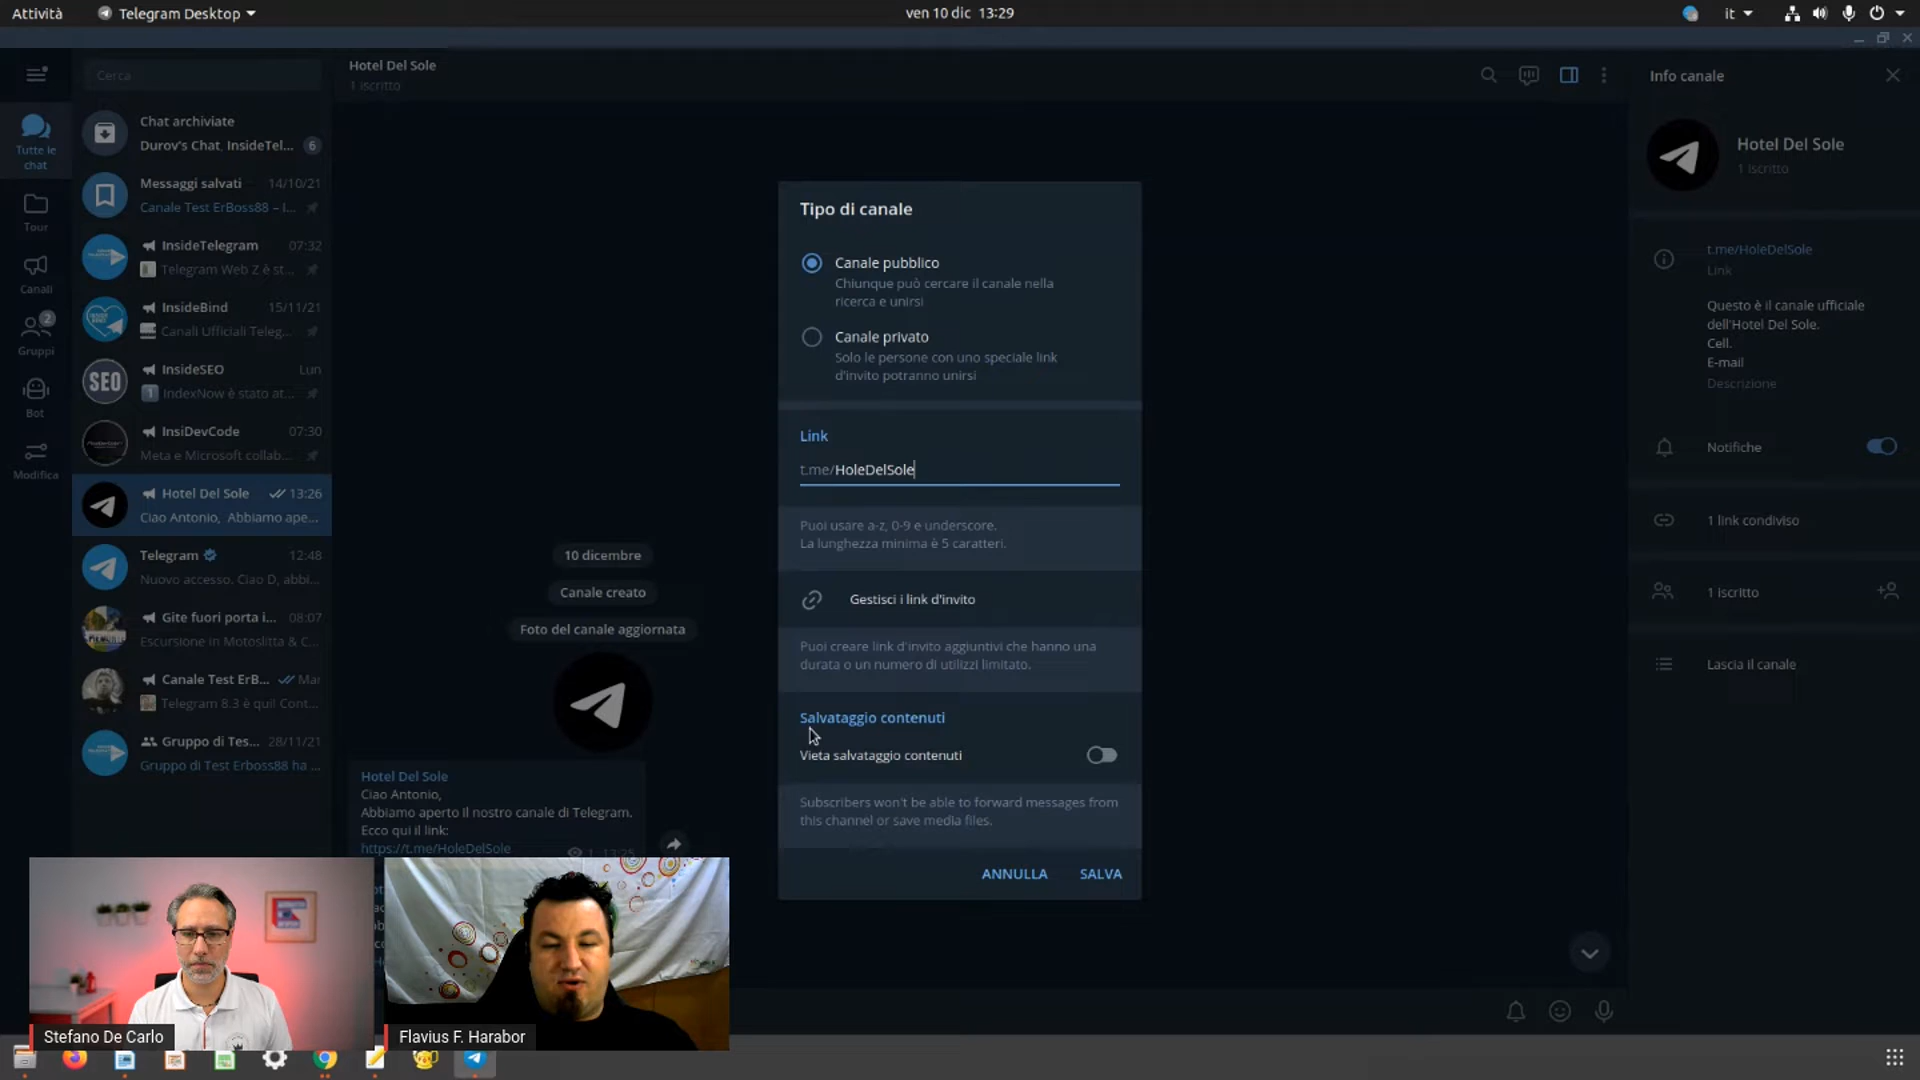 Attività
Telegram Desktop
ven 10 dic 13:29
it
Cerca
Tutte le
chat
Tour
Canali
2
Gruppi
Bot
Modifica
Chat archiviate
Durov's Chat, InsideTel... 6
Messaggi salvati 14/10/21
Canale Test ErBoss88 – I...
InsideTelegram 07:32
Telegram Web Z è st...
InsideBind 15/11/21
Canali Ufficiali Teleg...
SEO
InsideSEO Lun
1 IndexNow è stato at...
InsiDevCode 07:30
Meta e Microsoft collab...
Hotel Del Sole 13:26
Ciao Antonio, Abbiamo ape...
Telegram 12:48
Nuovo accesso. Ciao D, abbi...
Gite fuori porta i... 08:07
Escursione in Motoslitta & C...
Canale Test ErB... Mar
Telegram 8.3 è qui! Cont...
Gruppo di Tes... 28/11/21
Gruppo di Test Erboss88 ha ...
Hotel Del Sole
1 iscritto
10 dicembre
Canale creato
Foto del canale aggiornata
Hotel Del Sole
Ciao Antonio,
Abbiamo aperto il nostro canale di Telegram.
Ecco qui il link:
https://t.me/HoleDelSole
1 13:25
Tipo di canale
Canale pubblico
Chiunque può cercare il canale nella
ricerca e unirsi
Canale privato
Solo le persone con uno speciale link
d'invito potranno unirsi
Link
t.me/HoleDelSole
Puoi usare a-z, 0-9 e underscore.
La lunghezza minima è 5 caratteri.
Gestisci i link d'invito
Puoi creare link d'invito aggiuntivi che hanno una
durata o un numero di utilizzi limitato.
Salvataggio contenuti
Vieta salvataggio contenuti
Subscribers won't be able to forward messages from
this channel or save media files.
ANNULLA
SALVA
Info canale
Hotel Del Sole
1 iscritto
t.me/HoleDelSole
Link
Questo è il canale ufficiale
dell'Hotel Del Sole.
Cell.
E-mail
Descrizione
Notifiche
1 link condiviso
1 iscritto
Lascia il canale
Stefano De Carlo
Flavius F. Harabor